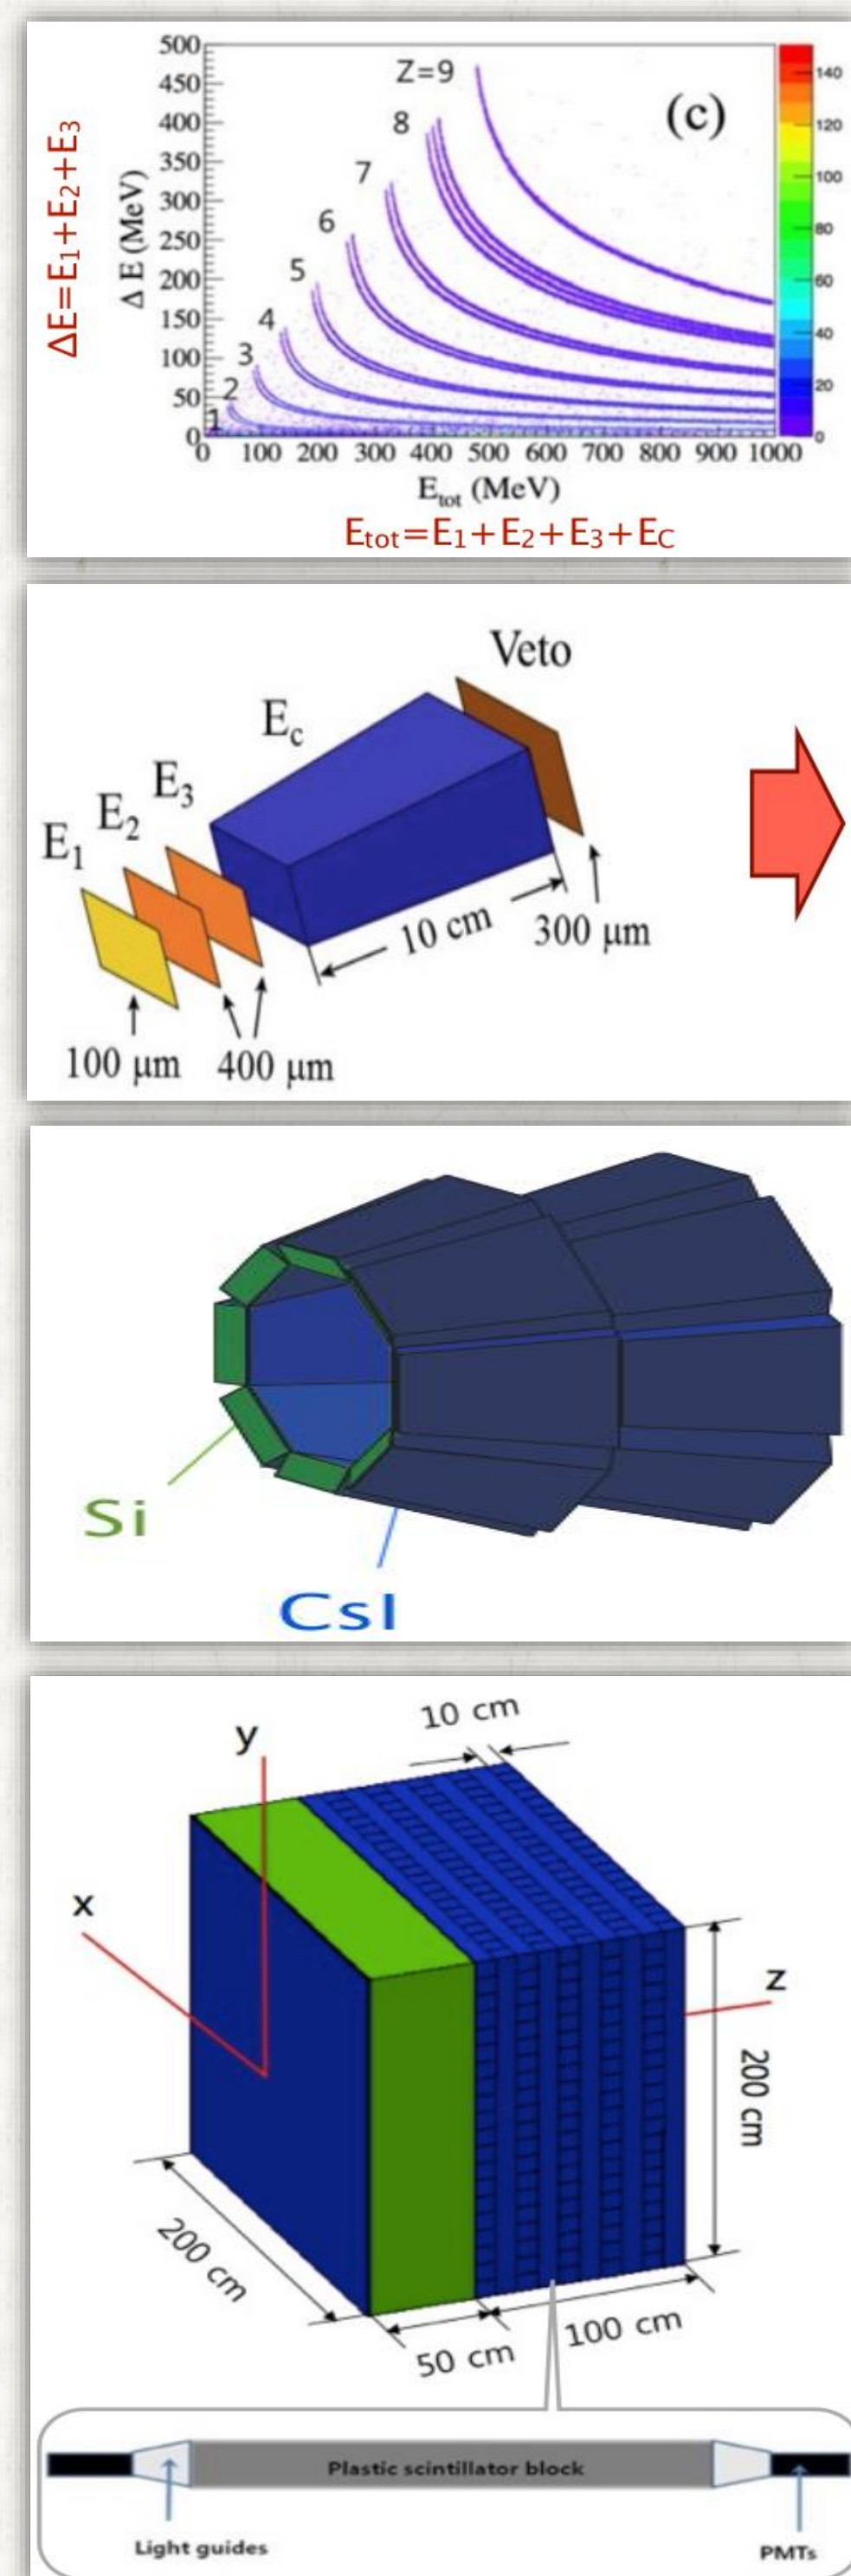 ΔE=E1+E2+E3
Δ E (MeV)
500
450
400
350
300
250
200
150
100
50
0
Z=9
8
7
6
5
4
3
2
1
(c)
140
120
100
80
60
40
20
0
0 100 200 300 400 500 600 700 800 900 1000
Etot (MeV)
Etot=E1+E2+E3+EC
Veto
Ec
E3
E2
E1
10 cm
300 μm
100 μm
400 μm
Si
CsI
10 cm
y
x
z
200 cm
200 cm
50 cm
100 cm
Plastic scintillator block
Light guides
PMTs